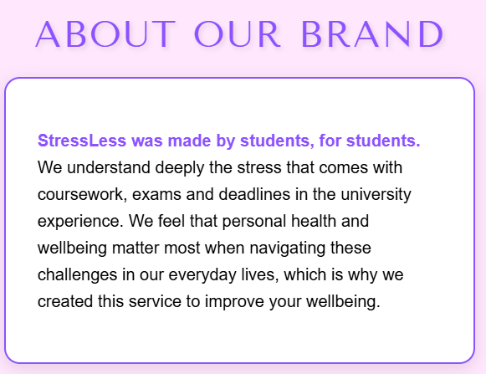 ABOUT OUR BRAND
StressLess was made by students, for students.
We understand deeply the stress that comes with
coursework, exams and deadlines in the university
experience. We feel that personal health and
wellbeing matter most when navigating these
challenges in our everyday lives, which is why we
created this service to improve your wellbeing.